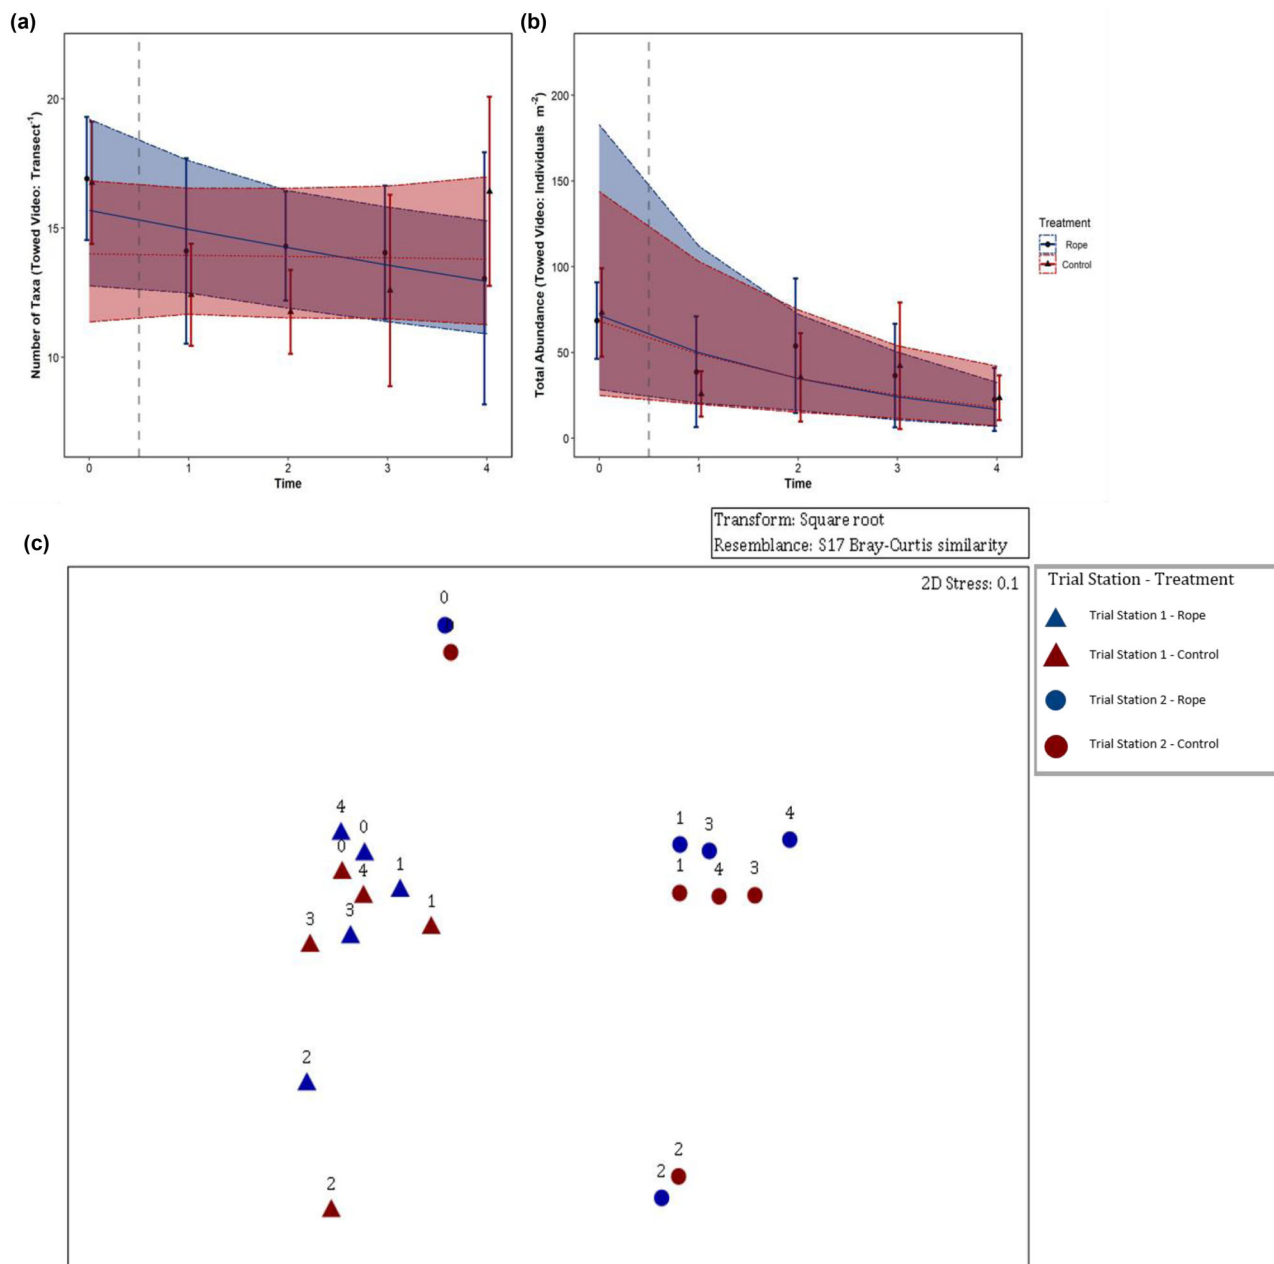 (a)
Number of Taxa (Towed Video: Transect⁻¹)
20
15
10
0 1 2 3 4
Time
(b)
Total Abundance (Towed Video: Individuals m⁻²)
200
150
100
50
0
0 1 2 3 4
Time
Treatment
Rope
Control
(c)
Transform: Square root
Resemblance: S17 Bray-Curtis similarity
2D Stress: 0.1
0
4
0
0
4
1
1
3
3
2
2
1
3
4
1
4
3
2
2
Trial Station - Treatment
Trial Station 1 - Rope
Trial Station 1 - Control
Trial Station 2 - Rope
Trial Station 2 - Control